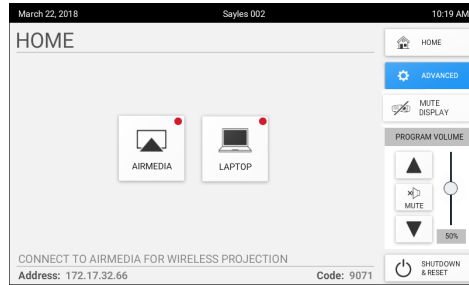 March 22, 2018 Sayles 002 10:19 AM
HOME
HOME
ADVANCED
MUTE
DISPLAY
PROGRAM VOLUME
AIRMEDIA
LAPTOP
MUTE
50%
CONNECT TO AIRMEDIA FOR WIRELESS PROJECTION
Address: 172.17.32.66 Code: 9071
SHUTDOWN
& RESET